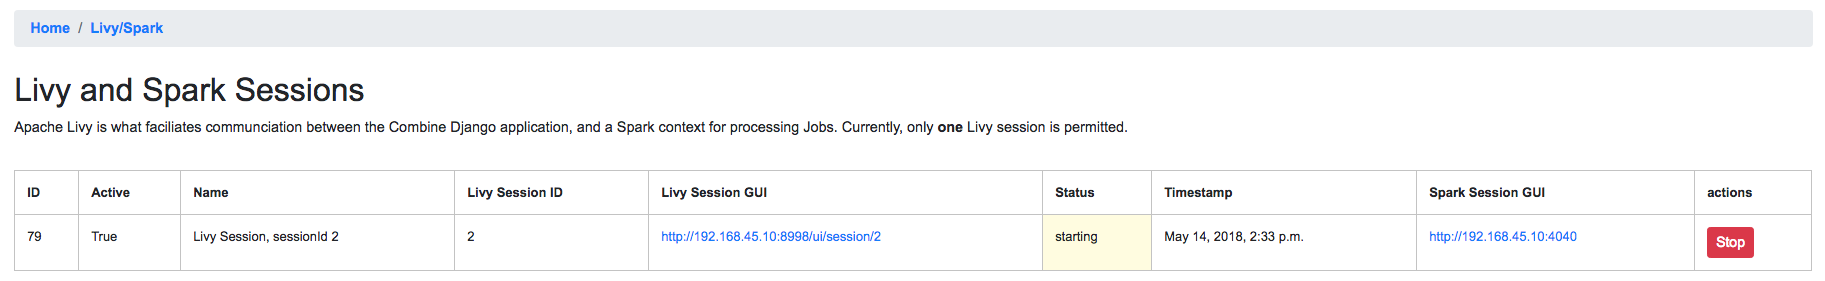 Home / Livy/Spark
Livy and Spark Sessions
Apache Livy is what faciliates communciation between the Combine Django application, and a Spark context for processing Jobs. Currently, only one Livy session is permitted.
ID Active Name Livy Session ID Livy Session GUI Status Timestamp Spark Session GUI actions
79 True Livy Session, sessionId 2 2 http://192.168.45.10:8998/ui/session/2 starting May 14, 2018, 2:33 p.m. http://192.168.45.10:4040 Stop